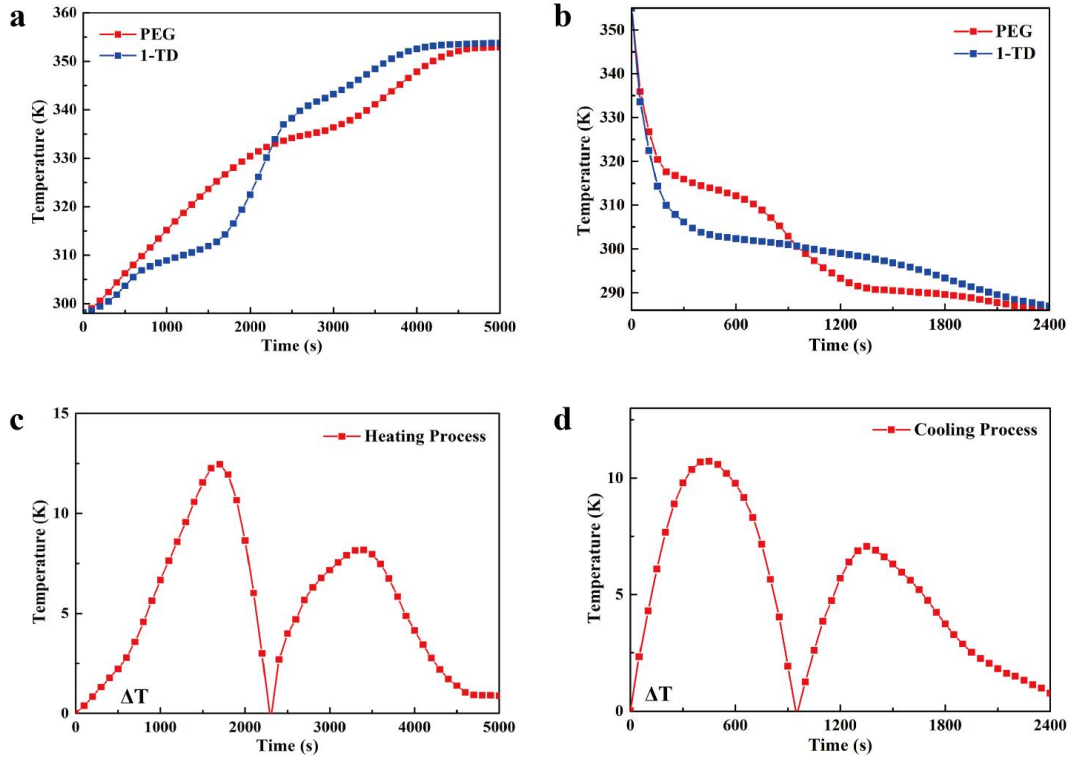 a
360
350
340
330
320
310
300
Temperature (K)
PEG
1-TD
0
1000
2000
3000
4000
5000
Time (s)
b
350
340
330
320
310
300
290
Temperature (K)
PEG
1-TD
0
600
1200
1800
2400
Time (s)
c
15
10
5
0
Temperature (K)
Heating Process
ΔT
0
1000
2000
3000
4000
5000
Time (s)
d
10
5
0
Temperature (K)
Cooling Process
ΔT
0
600
1200
1800
2400
Time (s)